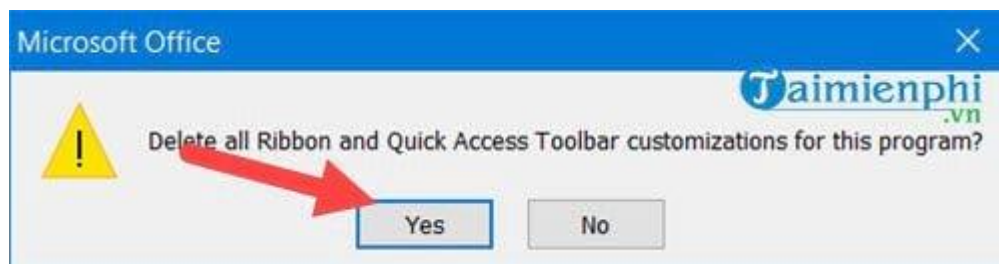 Microsoft Office
Taimienphi
.vn
Delete all Ribbon and Quick Access Toolbar customizations for this program?
Yes No